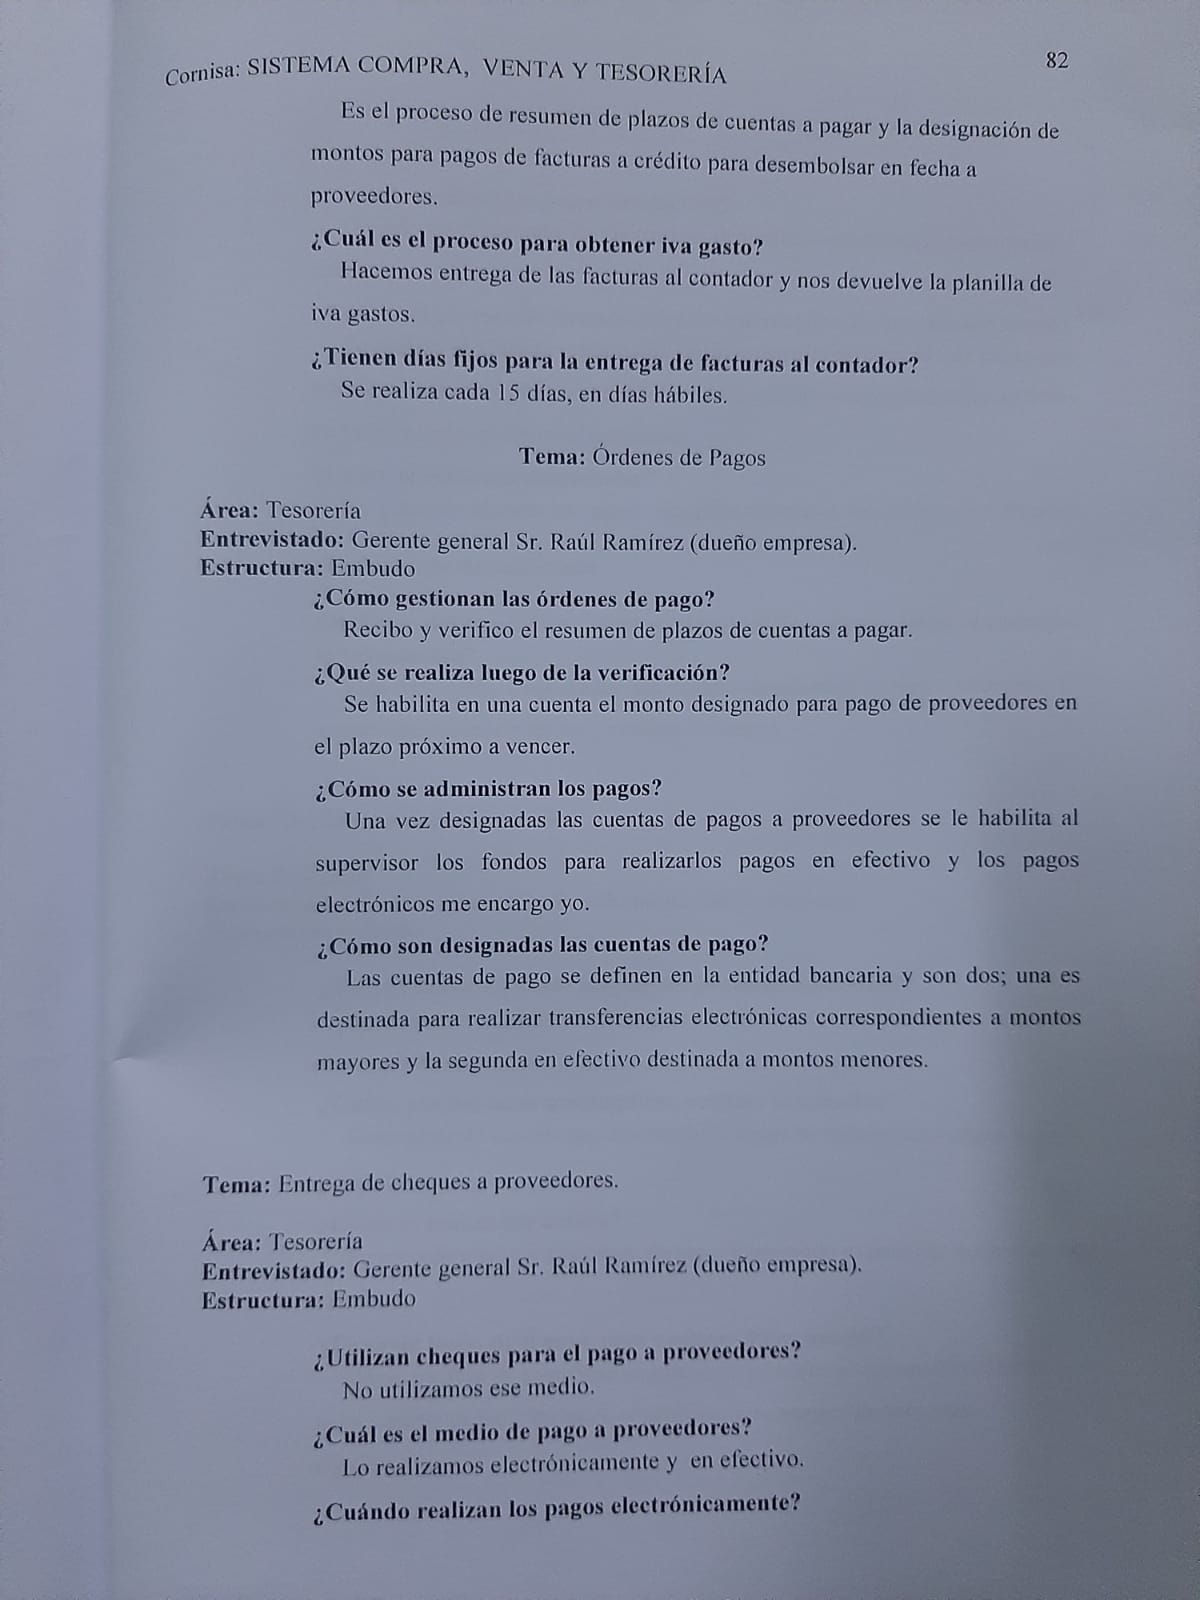 Cornisa: SISTEMA COMPRA, VENTA Y TESORERÍA
82
Es el proceso de resumen de plazos de cuentas a pagar y la designación de
montos para pagos de facturas a crédito para desembolsar en fecha a
proveedores.
¿Cuál es el proceso para obtener iva gasto?
Hacemos entrega de las facturas al contador y nos devuelve la planilla de
iva gastos.
¿Tienen días fijos para la entrega de facturas al contador?
Se realiza cada 15 días, en días hábiles.
Tema: Órdenes de Pagos
Área: Tesorería
Entrevistado: Gerente general Sr. Raúl Ramírez (dueño empresa).
Estructura: Embudo
¿Cómo gestionan las órdenes de pago?
Recibo y verifico el resumen de plazos de cuentas a pagar.
¿Qué se realiza luego de la verificación?
Se habilita en una cuenta el monto designado para pago de proveedores en
el plazo próximo a vencer.
¿Cómo se administran los pagos?
Una vez designadas las cuentas de pagos a proveedores se le habilita al
supervisor los fondos para realizarlos pagos en efectivo y los pagos
electrónicos me encargo yo.
¿Cómo son designadas las cuentas de pago?
Las cuentas de pago se definen en la entidad bancaria y son dos; una es
destinada para realizar transferencias electrónicas correspondientes a montos
mayores y la segunda en efectivo destinada a montos menores.
Tema: Entrega de cheques a proveedores.
Área: Tesorería
Entrevistado: Gerente general Sr. Raúl Ramírez (dueño empresa).
Estructura: Embudo
¿Utilizan cheques para el pago a proveedores?
No utilizamos ese medio.
¿Cuál es el medio de pago a proveedores?
Lo realizamos electrónicamente y en efectivo.
¿Cuándo realizan los pagos electrónicamente?